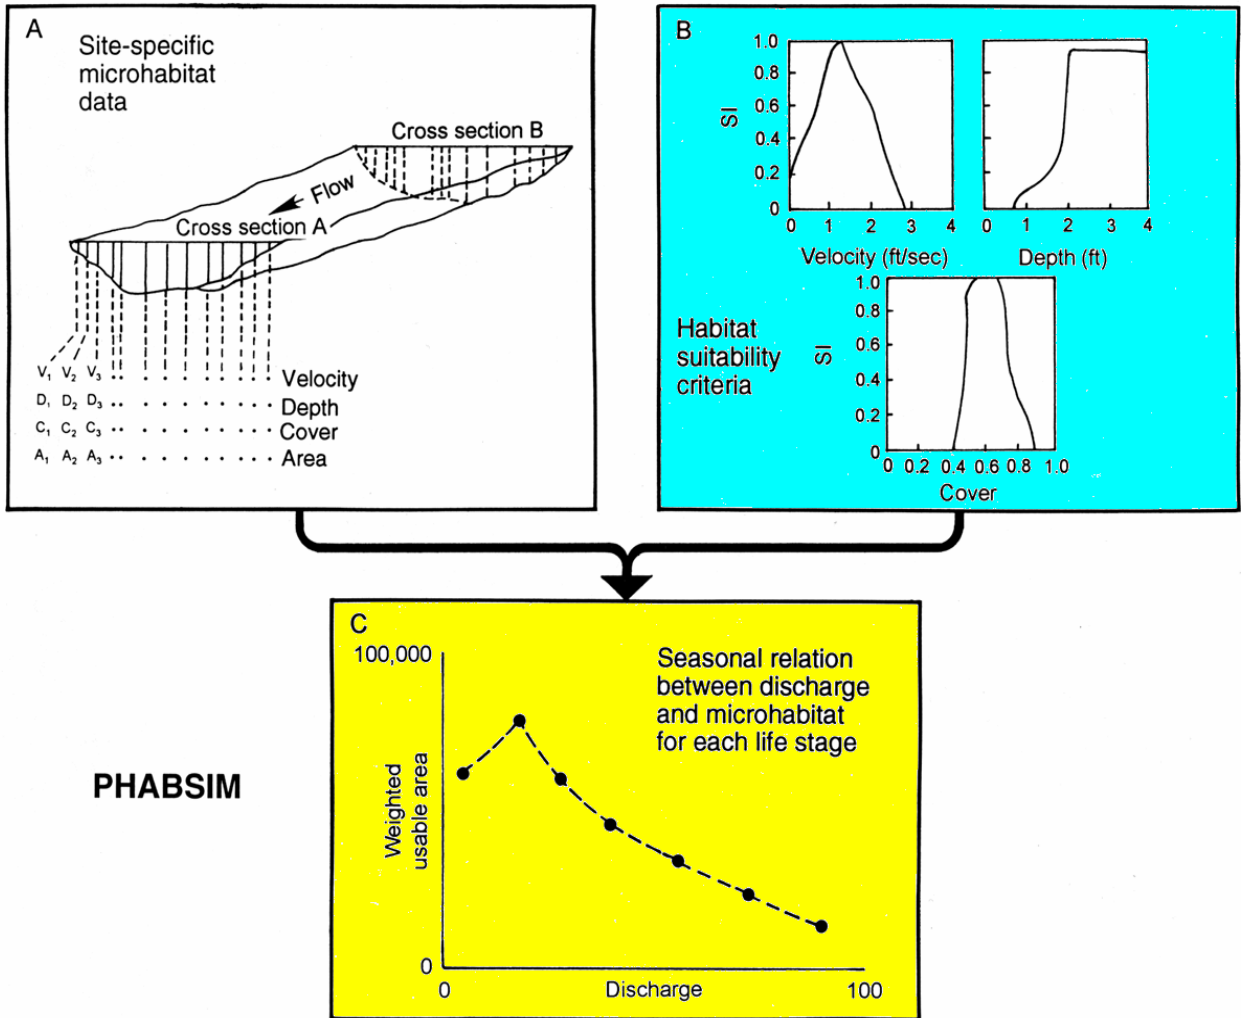 A
Site-specific
microhabitat
data
Cross section B
Flow
Cross section A
V₁ V₂ V₃ Velocity
D₁ D₂ D₃ Depth
C₁ C₂ C₃ Cover
A₁ A₂ A₃ Area
B
SI
1.0
0.8
0.6
0.4
0.2
0
0 1 2 3 4
Velocity (ft/sec)
0 1 2 3 4
Depth (ft)
Habitat
suitability
criteria
SI
1.0
0.8
0.6
0.4
0.2
0
0 0.2 0.4 0.6 0.8 1.0
Cover
C
100,000
Weighted
usable area
0
0 Discharge 100
Seasonal relation
between discharge
and microhabitat
for each life stage
PHABSIM